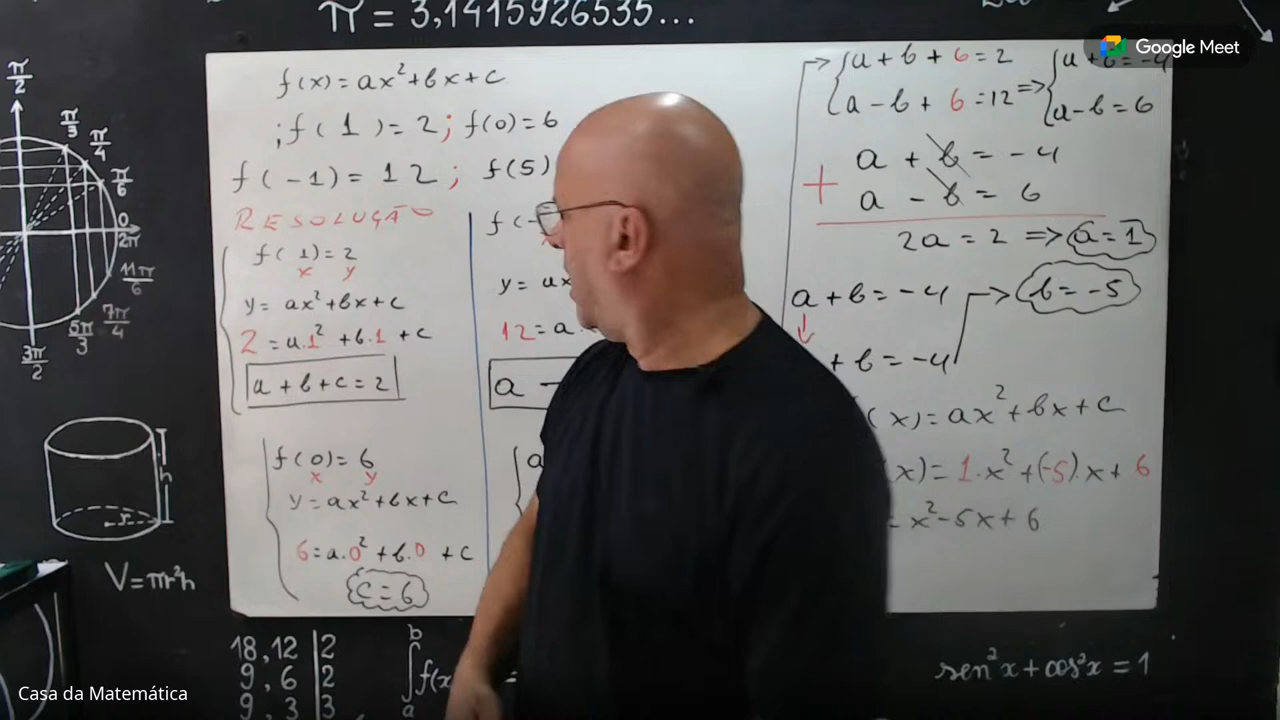 π = 3,1415926535...
Google Meet
f(x) = ax²+bx+c
; f( 1 ) = 2; f(0) = 6
f(-1) = 12; f(5)
RESOLUÇÃO
f( 1) = 2
x y
y = ax²+bx+c
2 = a.1² + b.1 + c
a + b + c = 2
f(0) = 6
x y
y = ax²+bx+c
6 = a.0² + b.0 + c
c = 6
f(-
y = ax
12 = a.
a -
a
a + b + 6 = 2
a - b + 6 = 12 =>
a + b = -4
a - b = 6
a + b = -4
+
a - b = 6
2a = 2 => a = 1
a + b = -4
b = -5
+ b = -4
(x) = ax²+bx+c
x) = 1.x² + (-5).x + 6
= x² - 5x + 6
π/2
π/3
π/4
π/6
0
2π
11π/6
7π/4
5π/3
3π/2
h
r
V = πr²h
18, 12 | 2
9, 6 | 2
9, 3 | 3
∫ b a f(x =
sen²x + cos²x = 1
Casa da Matemática